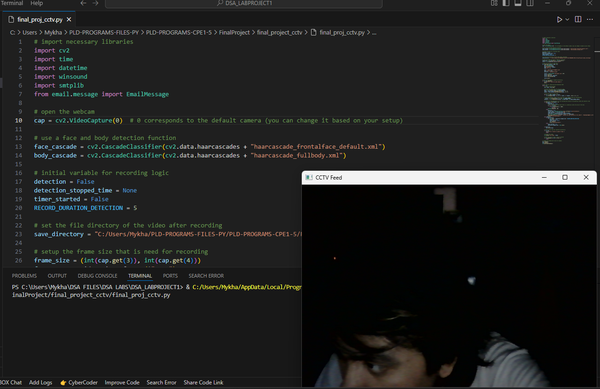 Terminal Help
DSA_LABPROJECT1
final_proj_cctv.py
C: > Users > Mykha > PLD-PROGRAMS-FILES-PY > PLD-PROGRAMS-CPE1-5 > FinalProject > final_project_cctv > final_proj_cctv.py > ...
1 # import necessary libraries
2 import cv2
3 import time
4 import datetime
5 import winsound
6 import smtplib
7 from email.message import EmailMessage
8
9 # open the webcam
10 cap = cv2.VideoCapture(0) # 0 corresponds to the default camera (you can change it based on your setup)
11
12 # use a face and body detection function
13 face_cascade = cv2.CascadeClassifier(cv2.data.haarcascades + "haarcascade_frontalface_default.xml")
14 body_cascade = cv2.CascadeClassifier(cv2.data.haarcascades + "haarcascade_fullbody.xml")
15
16 # initial variable for recording logic
17 detection = False
18 detection_stopped_time = None
19 timer_started = False
20 RECORD_DURATION_DETECTION = 5
21
22 # set the file directory of the video after recording
23 save_directory = "C:/Users/Mykha/PLD-PROGRAMS-FILES-PY/PLD-PROGRAMS-CPE1-5/
24
25 # setup the frame size that is need for recording
26 frame_size = (int(cap.get(3)), int(cap.get(4)))
CCTV Feed
PROBLEMS OUTPUT DEBUG CONSOLE TERMINAL PORTS SEARCH ERROR
PS C:\Users\Mykha\DSA FILES\DSA LABS\DSA_LABPROJECT1> & C:/Users/Mykha/AppData/Local/Progr
inalProject/final_project_cctv/final_proj_cctv.py
BOX Chat Add Logs CyberCoder Improve Code Search Error Share Code Link